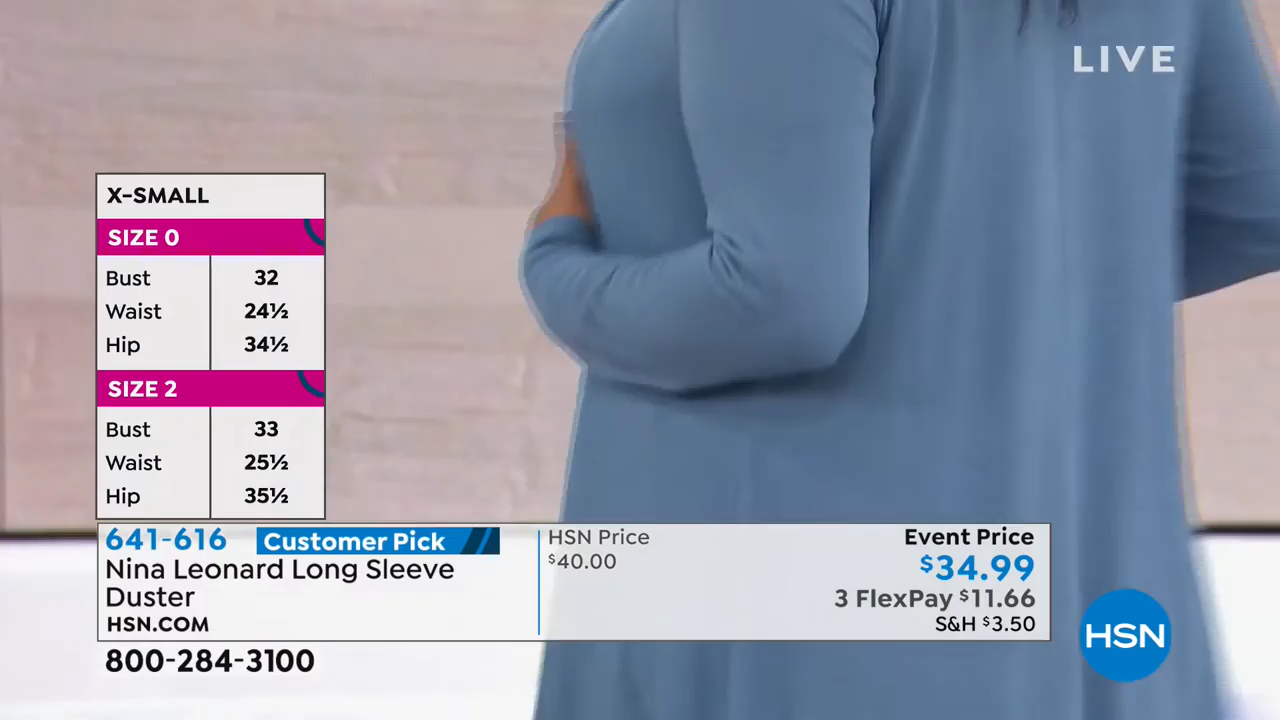 LIVE
X-SMALL
SIZE 0
Bust 32
Waist 24½
Hip 34½
SIZE 2
Bust 33
Waist 25½
Hip 35½
641-616 Customer Pick
Nina Leonard Long Sleeve
Duster
HSN.COM
HSN Price
$40.00
Event Price
$34.99
3 FlexPay $11.66
S&H $3.50
800-284-3100
HSN